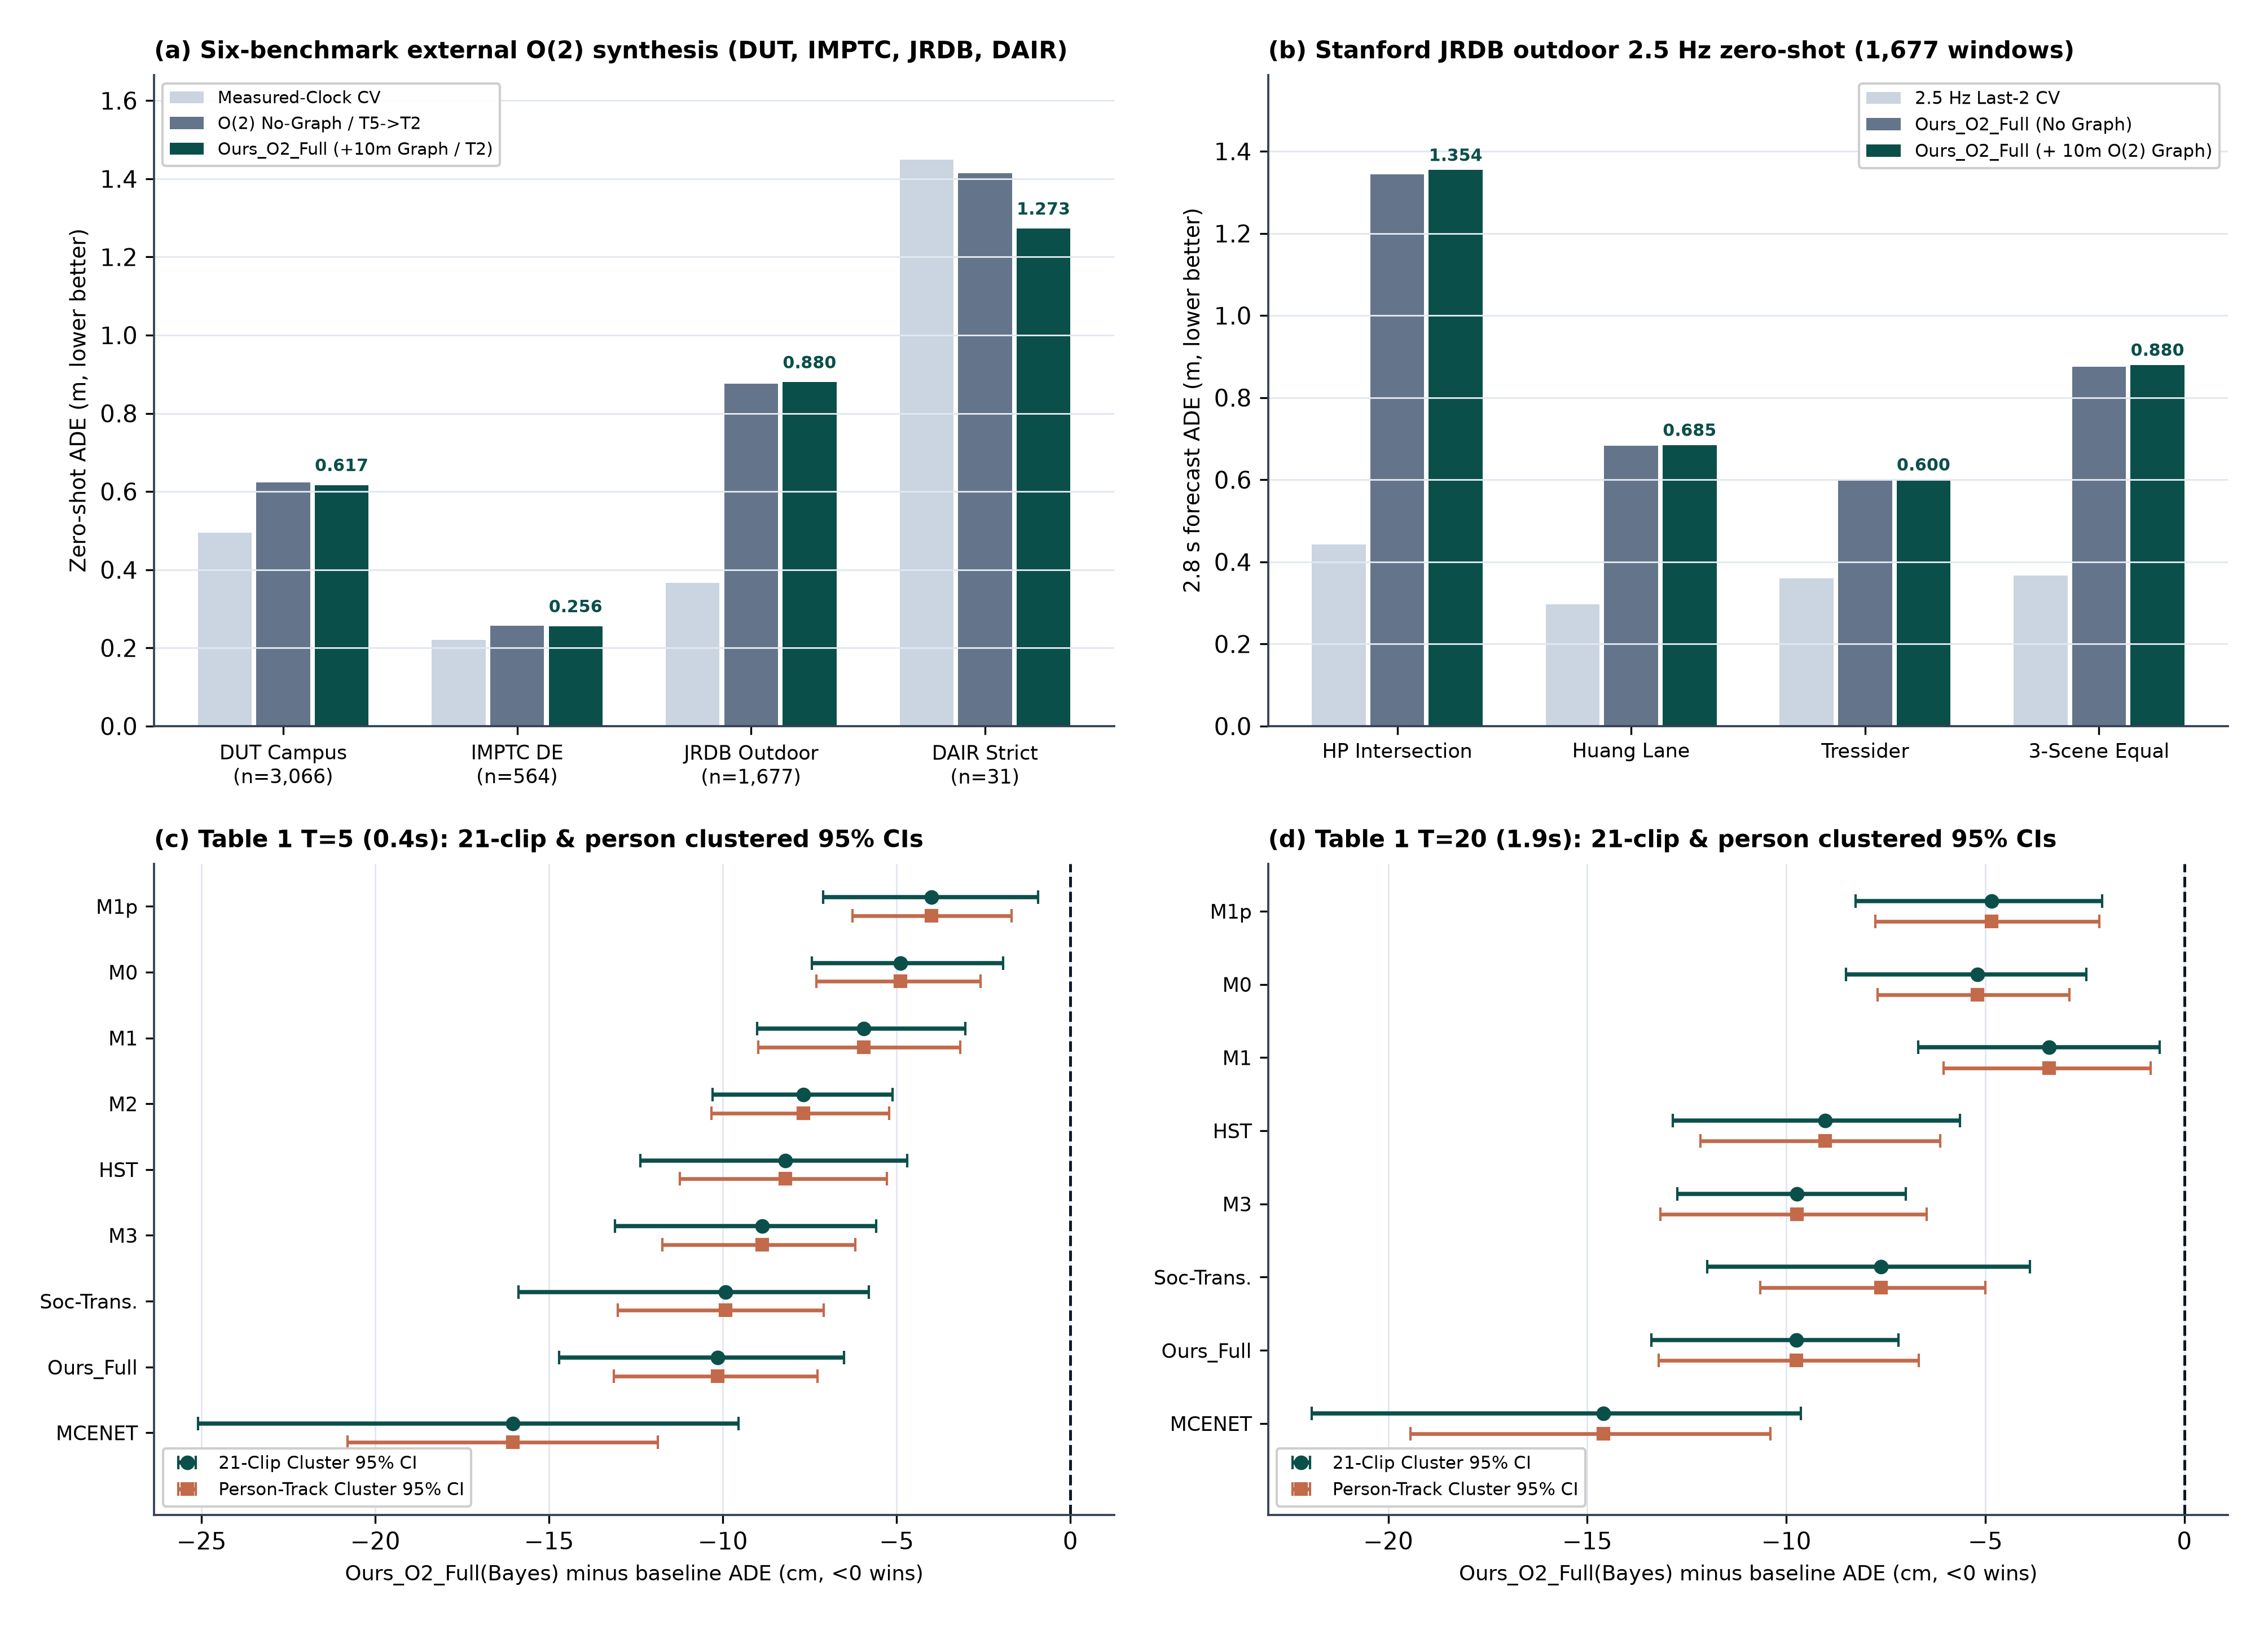 (a) Six-benchmark external O(2) synthesis (DUT, IMPTC, JRDB, DAIR)
Measured-Clock CV
O(2) No-Graph / T5->T2
Ours_O2_Full (+10m Graph / T2)
Zero-shot ADE (m, lower better)
1.6
1.4
1.2
1.0
0.8
0.6
0.4
0.2
0.0
0.617
0.256
0.880
1.273
DUT Campus
(n=3,066)
IMPTC DE
(n=564)
JRDB Outdoor
(n=1,677)
DAIR Strict
(n=31)
(b) Stanford JRDB outdoor 2.5 Hz zero-shot (1,677 windows)
2.5 Hz Last-2 CV
Ours_O2_Full (No Graph)
Ours_O2_Full (+ 10m O(2) Graph)
2.8 s forecast ADE (m, lower better)
1.4
1.2
1.0
0.8
0.6
0.4
0.2
0.0
1.354
0.685
0.600
0.880
HP Intersection
Huang Lane
Tressider
3-Scene Equal
(c) Table 1 T=5 (0.4s): 21-clip & person clustered 95% CIs
M1p
M0
M1
M2
HST
M3
Soc-Trans.
Ours_Full
MCENET
21-Clip Cluster 95% CI
Person-Track Cluster 95% CI
−25
−20
−15
−10
−5
0
Ours_O2_Full(Bayes) minus baseline ADE (cm, <0 wins)
(d) Table 1 T=20 (1.9s): 21-clip & person clustered 95% CIs
M1p
M0
M1
HST
M3
Soc-Trans.
Ours_Full
MCENET
21-Clip Cluster 95% CI
Person-Track Cluster 95% CI
−20
−15
−10
−5
0
Ours_O2_Full(Bayes) minus baseline ADE (cm, <0 wins)